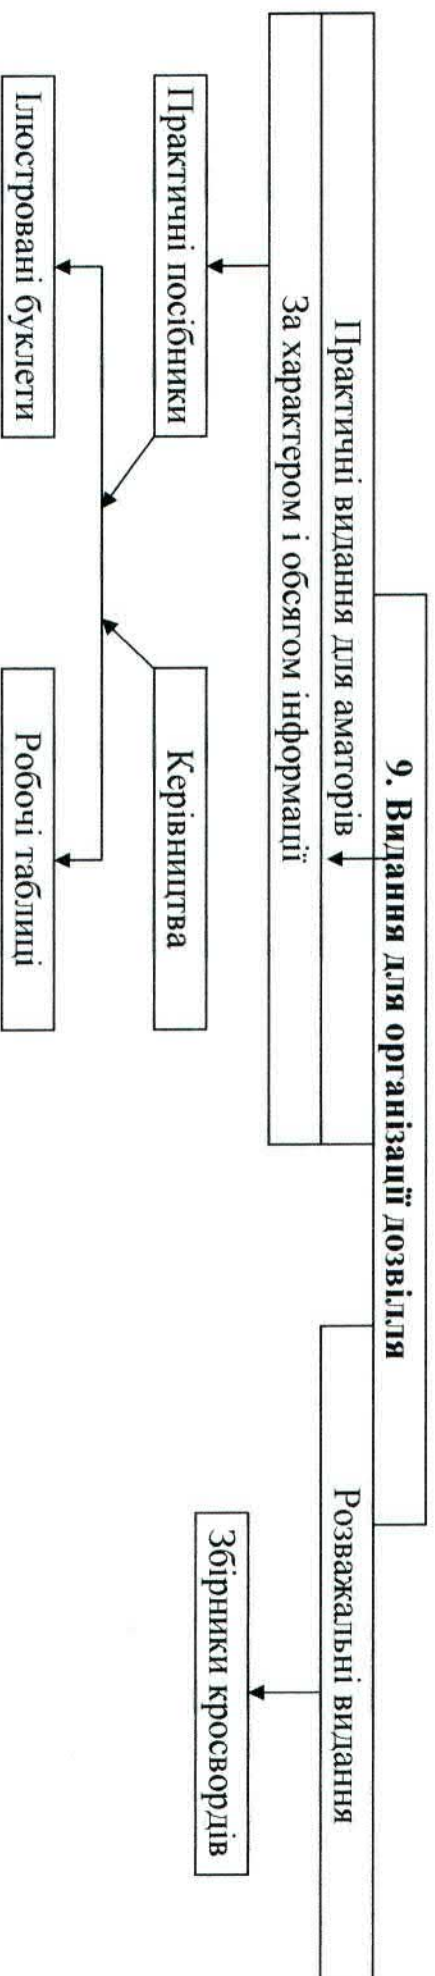 9. Видання для організації дозвілля
Практичні видання для аматорів
Розважальні видання
За характером і обсягом інформації
Практичні посібники
Керівництва
Збірники кросвордів
Ілюстровані буклети
Робочі таблиці